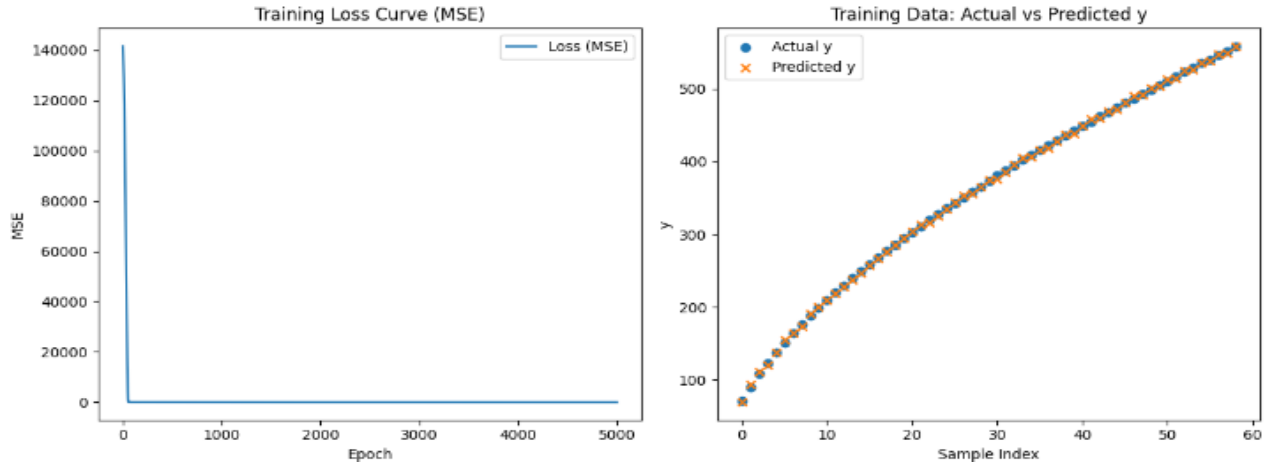 Training Loss Curve (MSE)
Loss (MSE)
140000
120000
100000
80000
60000
40000
20000
0
MSE
0 1000 2000 3000 4000 5000
Epoch
Training Data: Actual vs Predicted y
Actual y
Predicted y
500
400
300
200
100
y
0 10 20 30 40 50 60
Sample Index